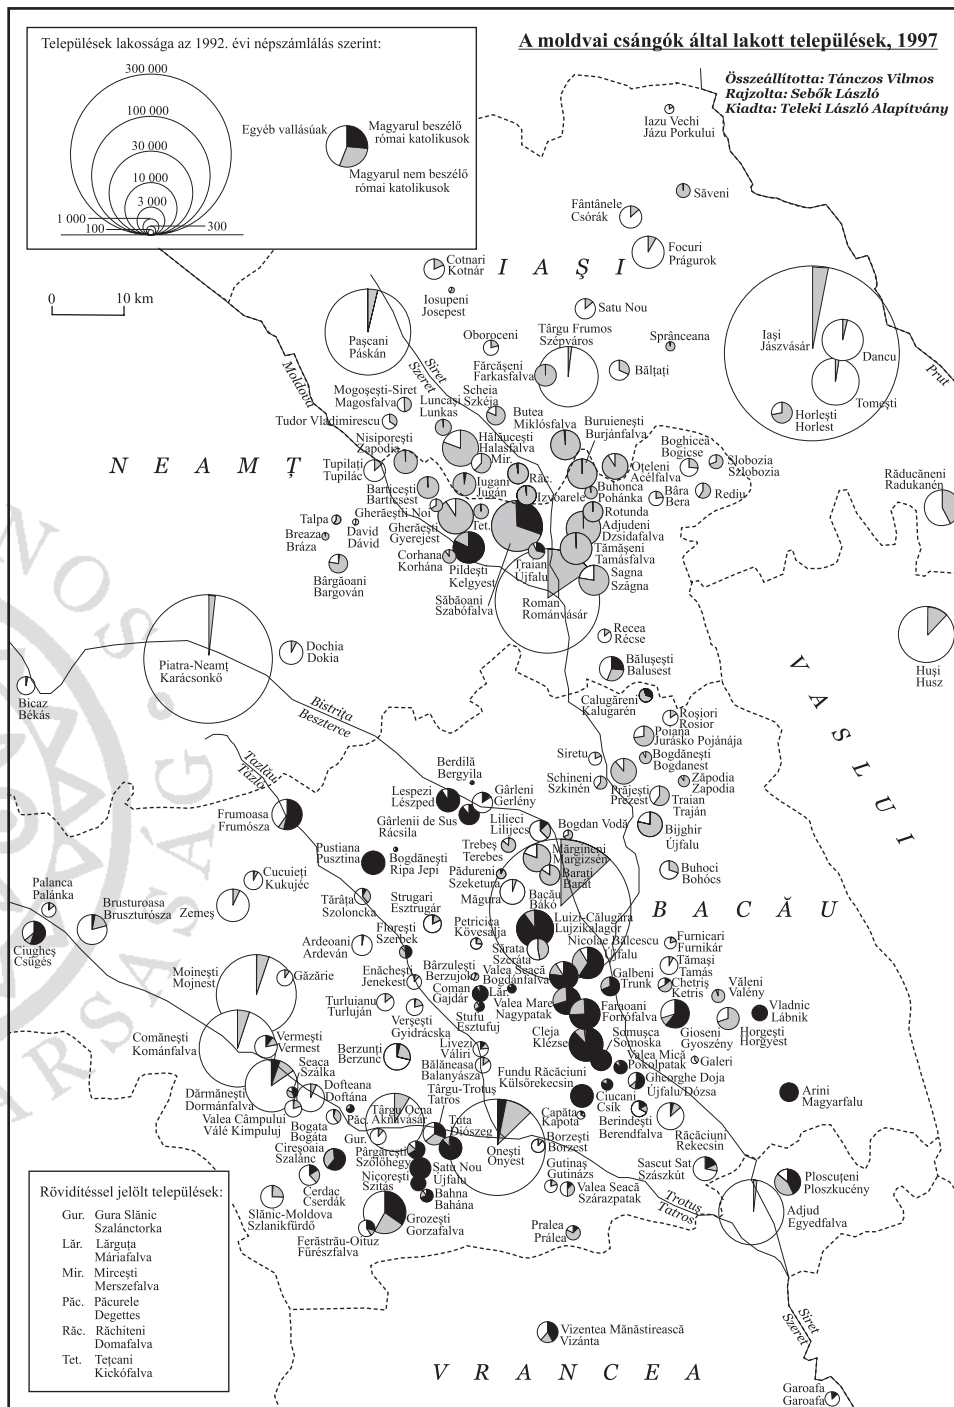 A moldvai csángók által lakott települések, 1997
Összeállította: Tánczos Vilmos
Rajzolta: Sebők László
Kiadta: Teleki László Alapítvány
Települések lakossága az 1992. évi népszámlálás szerint:
300 000
100 000
30 000
10 000
3 000
1 000
100
300
Egyéb vallásúak
Magyarul beszélő
római katolikusok
Magyarul nem beszélő
római katolikusok
0
10 km
I A Ş I
Iazu Vechi
Jázu Porkului
Săveni
Fântânele
Csórák
Focuri
Prágurok
Cotnari
Kotnár
Iosupeni
Josepest
Satu Nou
Paşcani
Páskán
Oboroceni
Târgu Frumos
Szépváros
Sprânceana
Iaşi
Jászvásár
Dancu
Tomeşti
Horleşti
Horlest
Prut
Siret
Szeret
Moldova
Fărcăşeni
Farkasfalva
Bălţaţi
Mogoşeşti-Siret
Magosfalva
Tudor Vladimirescu
Luncaşi
Lunkas
Scheia
Szkéja
Butea
Miklósfalva
Buruieneşti
Burjánfalva
Nisiporeşti
Zapodia
Hălăuceşti
Halasfalva
Mir.
Boghicea
Bogicse
Slobozia
Szlobozia
N E A M Ţ
Tupilaţi
Tupilác
Oţeleni
Acélfalva
Răducăneni
Radukanén
Barticeşti
Barticsest
Iugani
Jugán
Răc.
Izvoarele
Buhonca
Pohánka
Bâra
Bera
Rediu
Gherăeştii Noi
Gherăeşti
Gyerejest
Tet.
Rotunda
Adjudeni
Dzsidafalva
Talpa
David
Dávid
Breaza
Bráza
Corhana
Korhána
Pildeşti
Kelgyest
Traian
Újfalu
Tămăşeni
Tamásfalva
Bârgăoani
Bargován
Săbăoani
Szabófalva
Roman
Románvásár
Sagna
Szágna
Recea
Récse
Piatra-Neamţ
Karácsonkő
Dochia
Dokia
Huşi
Husz
Bicaz
Békás
Bistriţa
Beszterce
Băluşeşti
Balusest
Calugăreni
Kalugarén
Roşiori
Rosior
V A S L U I
Tazlău
Tázló
Poiana
Jurásko Pojánája
Siretu
Bogdăneşti
Bogdanest
Schineni
Szkinén
Prăjeşti
Prezest
Zăpodia
Zapodia
Traian
Traján
Berdilă
Bergyila
Lespezi
Lészped
Gârleni
Gerlény
Frumoasa
Frumósza
Gârlenii de Sus
Rácsila
Lilieci
Lilijecs
Bogdan Vodă
Bijghir
Újfalu
Pustiana
Pusztina
Bogdăneşti
Ripa Jepi
Trebeş
Terebes
Mărgineni
Margizsén
Barați
Barát
Buhoci
Bohócs
Cucuieţi
Kukujéc
Pădureni
Szeketura
Măgura
Bacău
Bákó
Palanca
Palánka
Brusturoasa
Bruszturósza
Zemeş
Tărâţa
Szoloncka
Strugari
Esztrugár
B A C Ă U
Ciugheş
Csügés
Petricica
Kövesalja
Luizi-Călugăra
Lujzikalagor
Floreşti
Szerbek
Sărata
Szeráta
Nicolae Bălcescu
Újfalu
Furnicari
Furnikár
Ardeoani
Ardeván
Tămaşi
Tamás
Moineşti
Mojnest
Găzărie
Enăcheşti
Jenekest
Bârzuleşti
Berzujok
Valea Seacă
Bogdánfalva
Galbeni
Trunk
Chetriş
Ketris
Văleni
Valény
Coman
Gajdár
Lăr.
Valea Mare
Nagypatak
Vladnic
Lábnik
Turluianu
Turluján
Verşeşti
Gyidrácska
Stufu
Esztufuj
Faraoani
Forrófalva
Gioseni
Gyoszény
Horgeşti
Horgyest
Comăneşti
Kománfalva
Vermeşti
Vermest
Cleja
Klézse
Somuşca
Somoska
Berzunţi
Berzunc
Livezi
Váliri
Valea Mică
Pokolpatak
Galeri
Seaca
Szálka
Bălăneasa
Balanyásza
Fundu Răcăciuni
Külsőrekecsin
Gheorghe Doja
Újfalu/Dózsa
Dărmăneşti
Dormánfalva
Dofteana
Doftána
Târgu-Trotuş
Tatros
Ciucani
Csík
Arini
Magyarfalu
Valea Câmpului
Válé Kimpuluj
Păc.
Târgu Ocna
Aknavásár
Capăta
Kapota
Berindeşti
Berendfalva
Bogata
Bogáta
Tuta
Diószeg
Gur.
Răcăciuni
Rekecsin
Cireşoaia
Szalánc
Pârgăreşti
Szőlőhegy
Oneşti
Ónyest
Borzeşti
Borzest
Satu Nou
Újfalu
Cerdac
Cserdák
Nicoreşti
Szitás
Gutinaş
Gutinázs
Sascut Sat
Szászkút
Ploscuţeni
Ploszkucény
Slănic-Moldova
Szlanikfürdő
Bahna
Bahána
Valea Seacă
Szárazpatak
Grozeşti
Gorzafalva
Trotuş
Tatros
Adjud
Egyedfalva
Ferăstrău-Oituz
Fűrészfalva
Pralea
Prálea
Siret
Szeret
Vizentea Mănăstirească
Vizánta
V R A N C E A
Garoafa
Garoafa
Rövidítéssel jelölt települések:
Gur. Gura Slănic
Szalánctorka
Lăr. Lărguţa
Máriafalva
Mir. Mirceşti
Merszefalva
Păc. Păcurele
Degettes
Răc. Răchiteni
Domafalva
Tet. Teţcani
Kickófalva